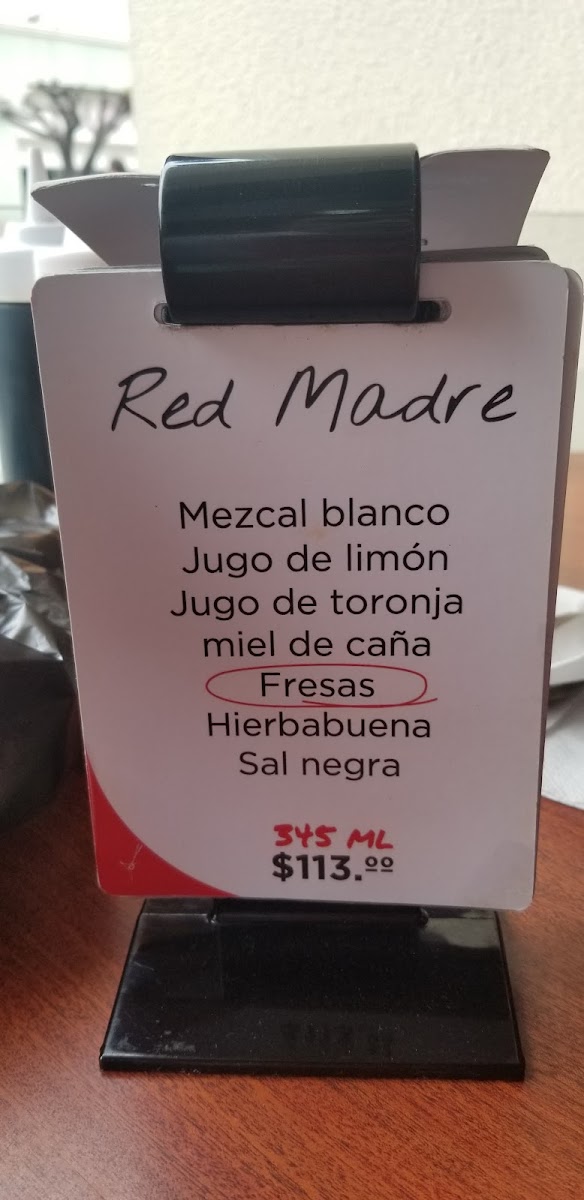 Red Madre
Mezcal blanco
Jugo de limón
Jugo de toronja
miel de caña
Fresas
Hierbabuena
Sal negra
345 ML
$113.ºº